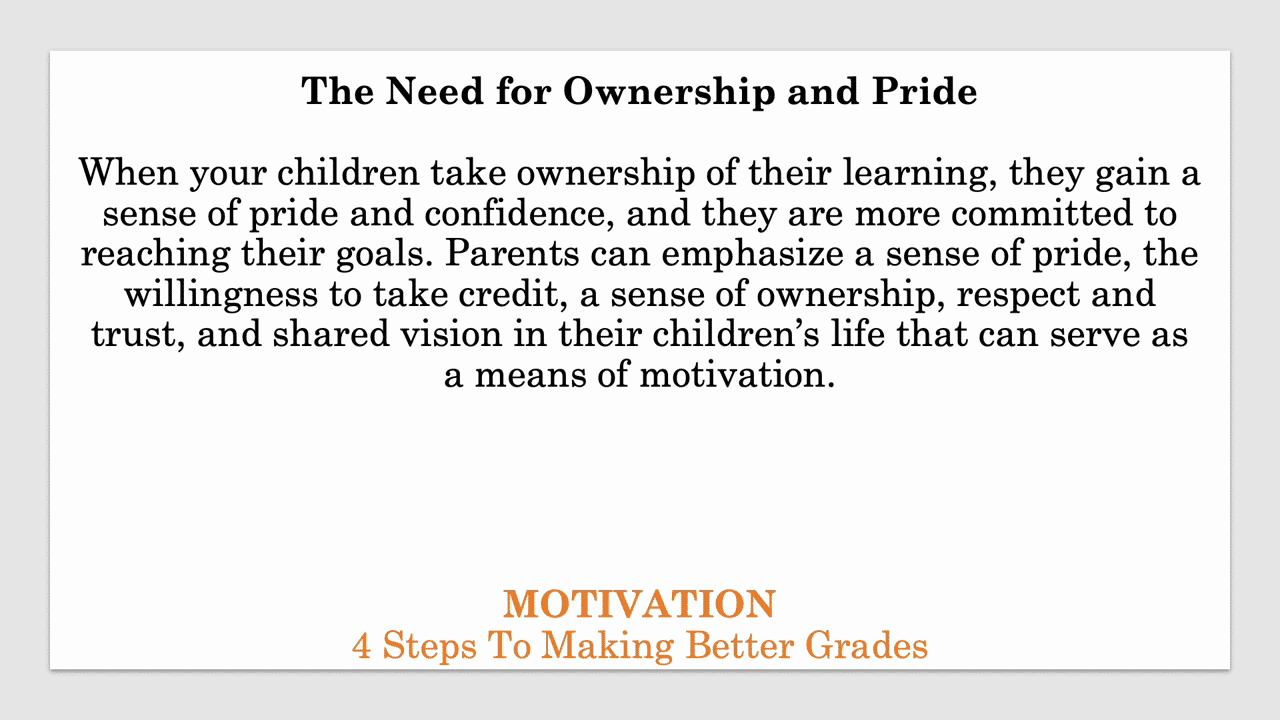 The Need for Ownership and Pride
When your children take ownership of their learning, they gain a
sense of pride and confidence, and they are more committed to
reaching their goals. Parents can emphasize a sense of pride, the
willingness to take credit, a sense of ownership, respect and
trust, and shared vision in their children’s life that can serve as
a means of motivation.
MOTIVATION
4 Steps To Making Better Grades